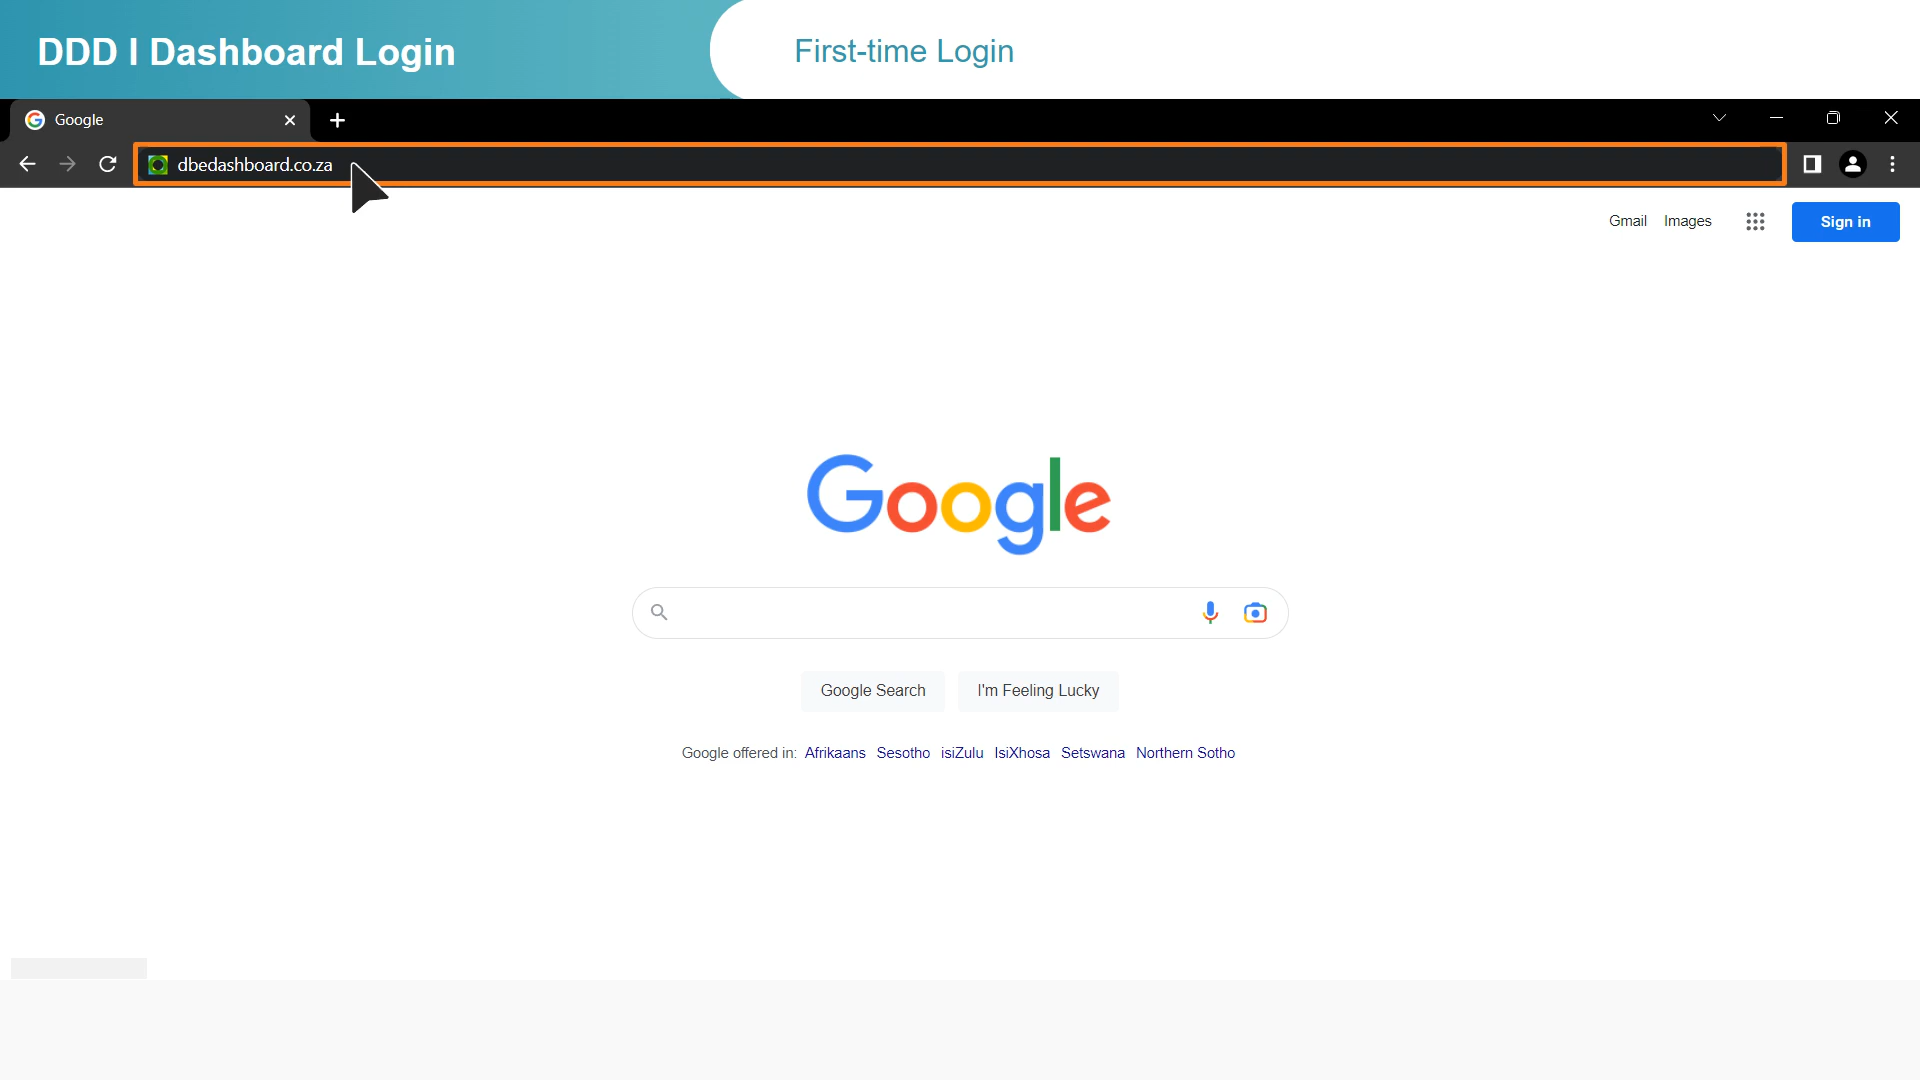 DDD I Dashboard Login
First-time Login
Google
dbedashboard.co.za
Gmail Images Sign in
Google
Google Search I'm Feeling Lucky
Google offered in: Afrikaans Sesotho isiZulu IsiXhosa Setswana Northern Sotho